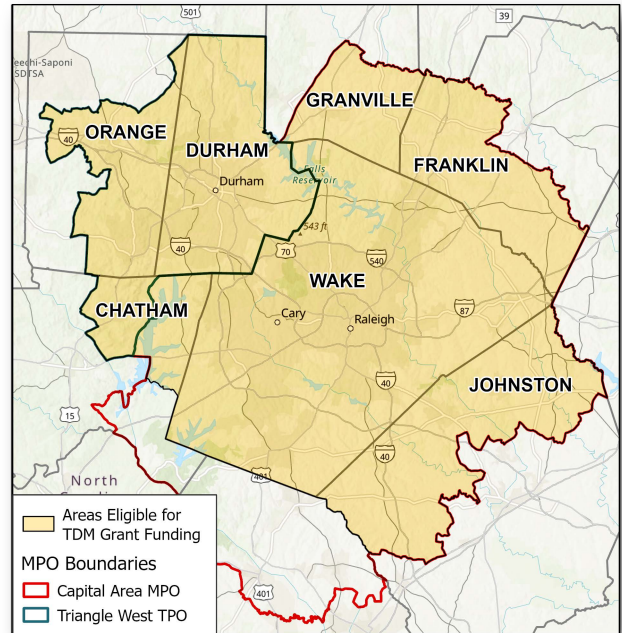 501
39
eechi-Saponi
SDTSA
GRANVILLE
ORANGE
40
DURHAM
FRANKLIN
Falls
Reservoir
Durham
543 ft
40
70
540
WAKE
CHATHAM
87
Cary
Raleigh
40
JOHNSTON
15
40
North
401
Areas Eligible for
TDM Grant Funding
MPO Boundaries
Capital Area MPO
Triangle West TPO
401